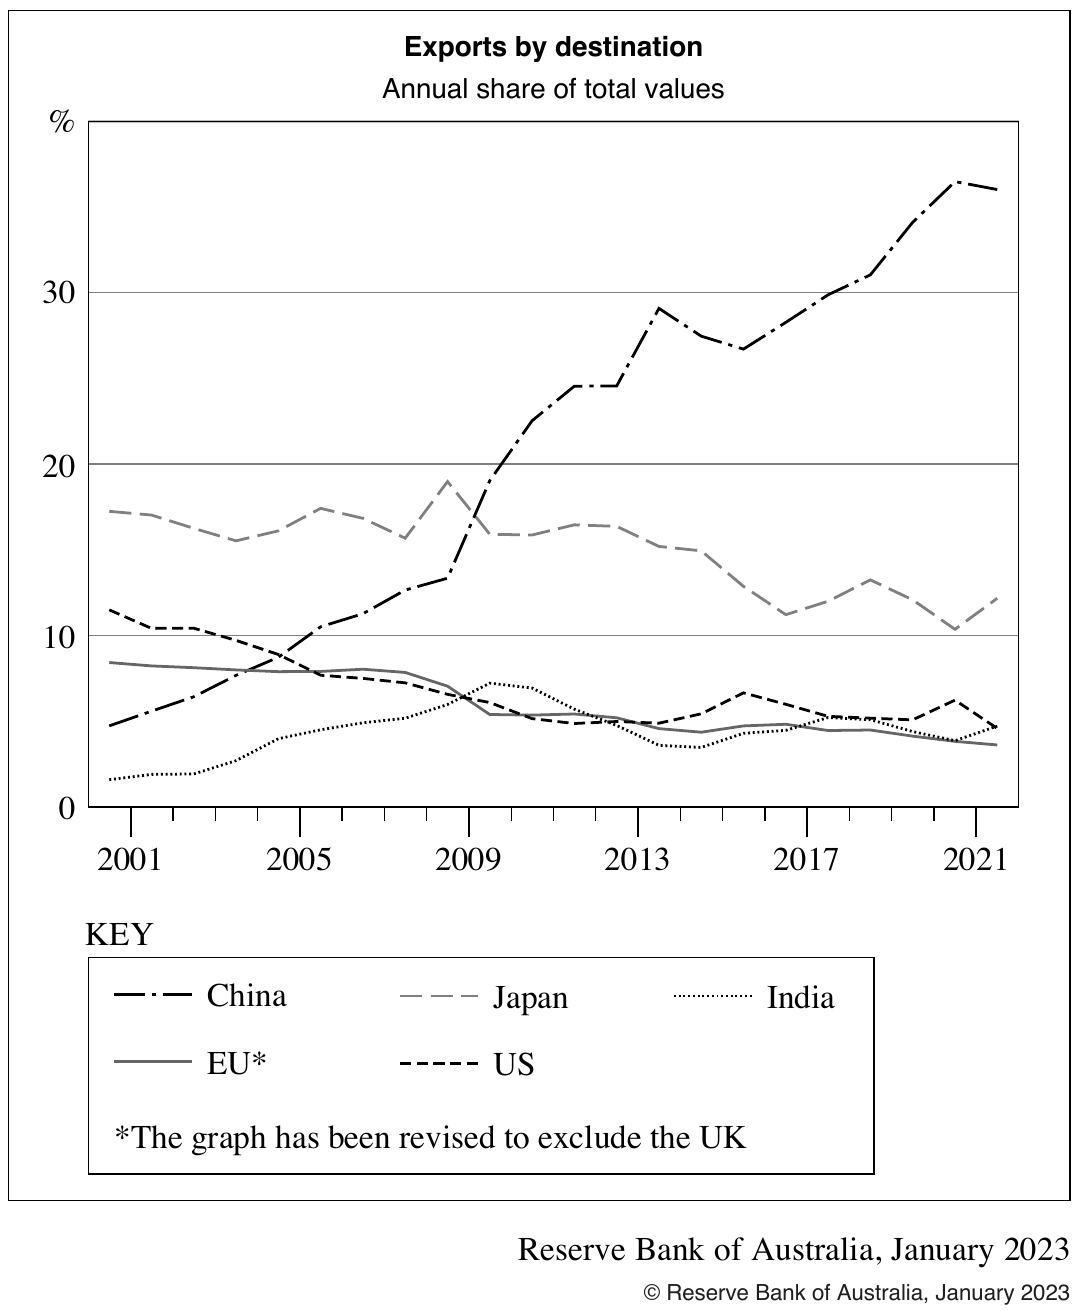 Exports by destination
Annual share of total values
%
30
20
10
0
2001 2005 2009 2013 2017 2021
KEY
China Japan India
EU* US
*The graph has been revised to exclude the UK
Reserve Bank of Australia, January 2023
© Reserve Bank of Australia, January 2023